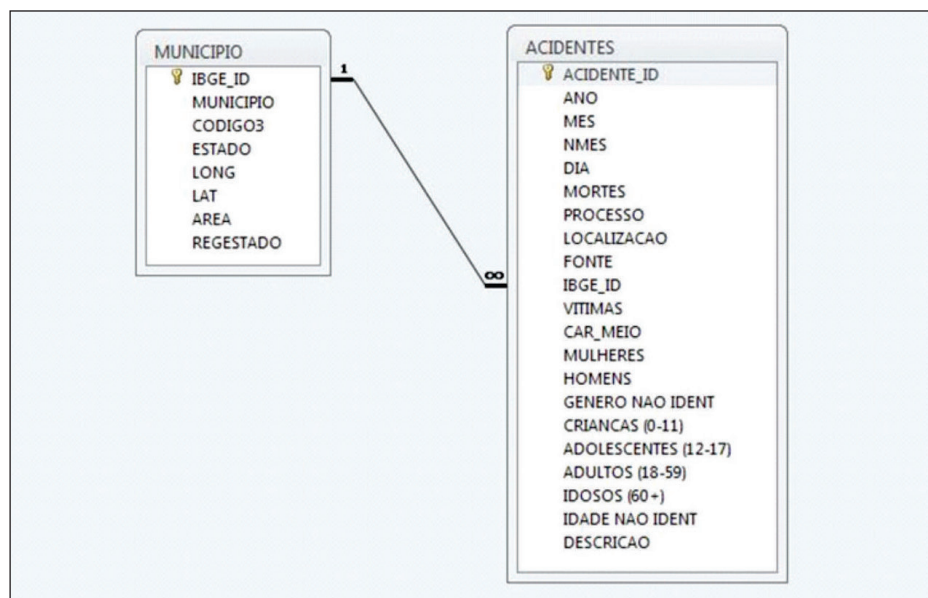 MUNICIPIO
IBGE_ID
MUNICIPIO
CODIGO3
ESTADO
LONG
LAT
AREA
REGESTADO
1
∞
ACIDENTES
ACIDENTE_ID
ANO
MES
NMES
DIA
MORTES
PROCESSO
LOCALIZACAO
FONTE
IBGE_ID
VITIMAS
CAR_MEIO
MULHERES
HOMENS
GENERO NAO IDENT
CRIANCAS (0-11)
ADOLESCENTES (12-17)
ADULTOS (18-59)
IDOSOS (60+)
IDADE NAO IDENT
DESCRICAO